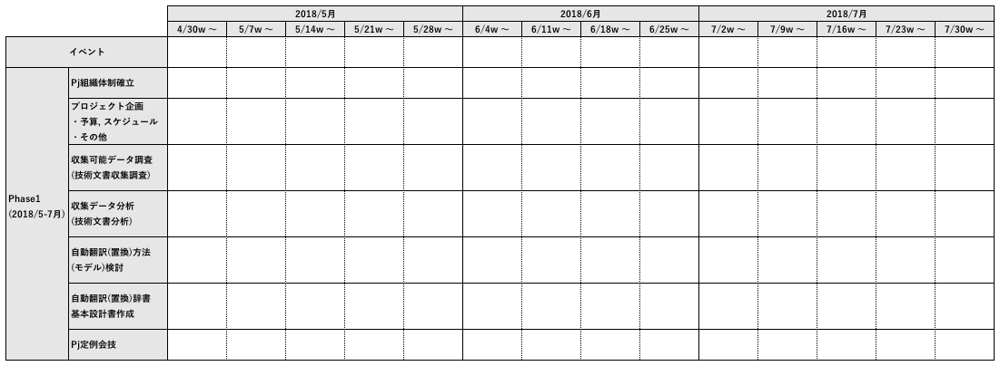 2018/5月 2018/6月 2018/7月
4/30w ～ 5/7w ～ 5/14w ～ 5/21w ～ 5/28w ～ 6/4w ～ 6/11w ～ 6/18w ～ 6/25w ～ 7/2w ～ 7/9w ～ 7/16w ～ 7/23w ～ 7/30w ～
イベント
Phase1
(2018/5-7月)
Pj組織体制確立
プロジェクト企画
・予算, スケジュール
・その他
収集可能データ調査
(技術文書収集調査)
収集データ分析
(技術文書分析)
自動翻訳(置換)方法
(モデル)検討
自動翻訳(置換)辞書
基本設計書作成
Pj定例会技